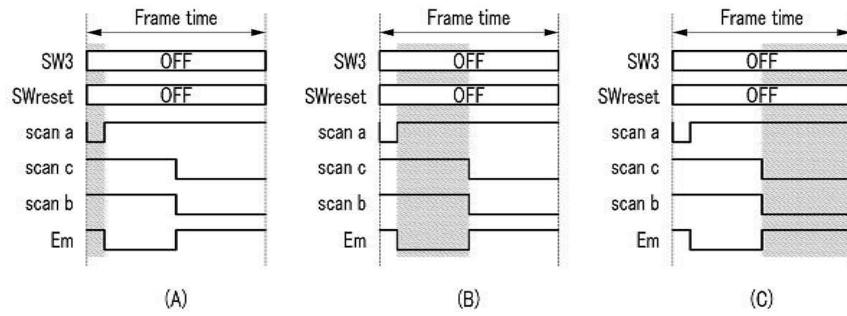 Frame time
SW3 OFF
SWreset OFF
scan a
scan c
scan b
Em
(A)
Frame time
SW3 OFF
SWreset OFF
scan a
scan c
scan b
Em
(B)
Frame time
SW3 OFF
SWreset OFF
scan a
scan c
scan b
Em
(C)